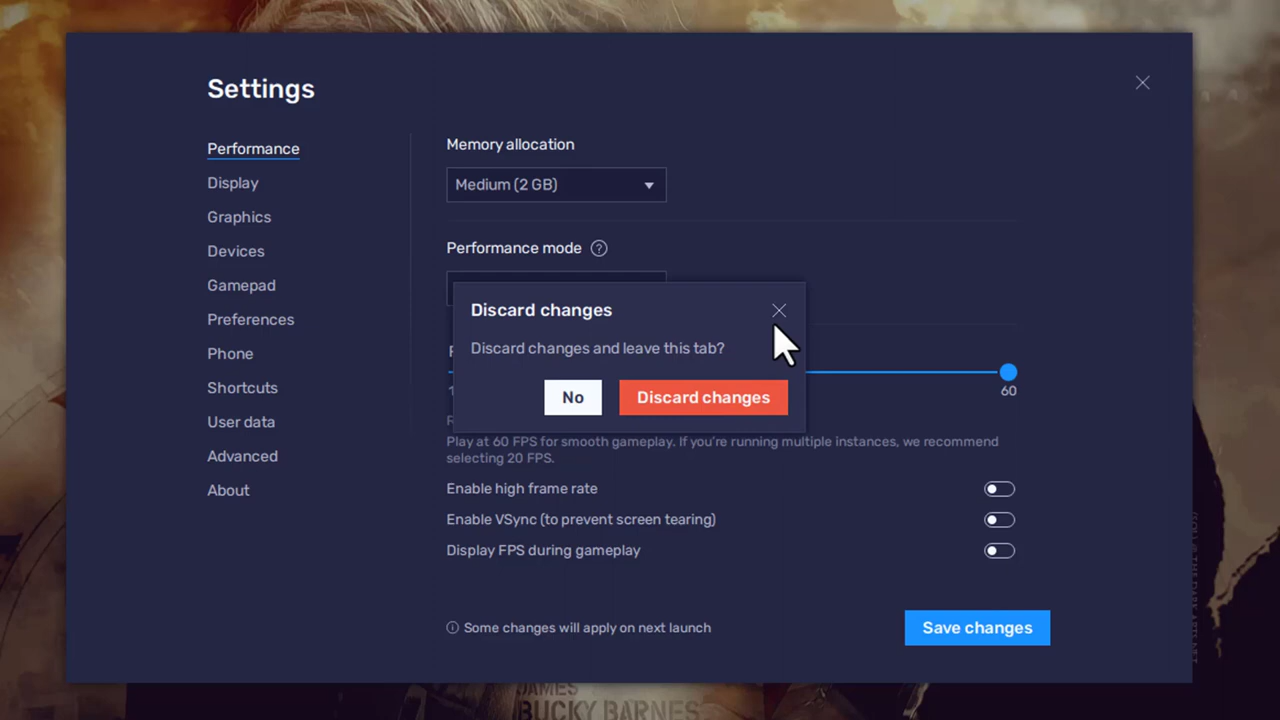 Settings
Performance
Display
Graphics
Devices
Gamepad
Preferences
Phone
Shortcuts
User data
Advanced
About
Memory allocation
Medium (2 GB)
Performance mode ?
Discard changes
Discard changes and leave this tab?
No
Discard changes
60
Play at 60 FPS for smooth gameplay. If you're running multiple instances, we recommend
selecting 20 FPS.
Enable high frame rate
Enable VSync (to prevent screen tearing)
Display FPS during gameplay
Some changes will apply on next launch
Save changes
JAMES
BUCKY BARNES